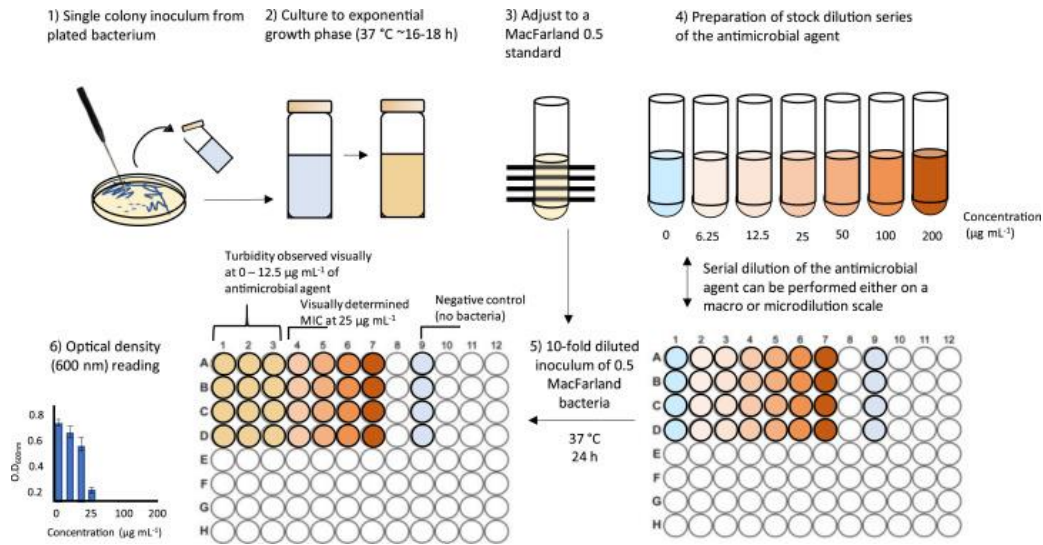 1) Single colony inoculum from
plated bacterium
2) Culture to exponential
growth phase (37 °C ~16-18 h)
3) Adjust to a
MacFarland 0.5
standard
4) Preparation of stock dilution series
of the antimicrobial agent
Concentration
(µg mL-1)
0 6.25 12.5 25 50 100 200
Serial dilution of the antimicrobial
agent can be performed either on a
macro or microdilution scale
Turbidity observed visually
at 0 – 12.5 µg mL-1 of
antimicrobial agent
Visually determined
MIC at 25 µg mL-1
Negative control
(no bacteria)
6) Optical density
(600 nm) reading
0.8
0.6
0.4
0.2
O.D600nm
0 25 100 200
Concentration (µg mL-1)
1 2 3 4 5 6 7 8 9 10 11 12
A
B
C
D
E
F
G
H
5) 10-fold diluted
inoculum of 0.5
MacFarland
bacteria
37 °C
24 h
1 2 3 4 5 6 7 8 9 10 11 12
A
B
C
D
E
F
G
H